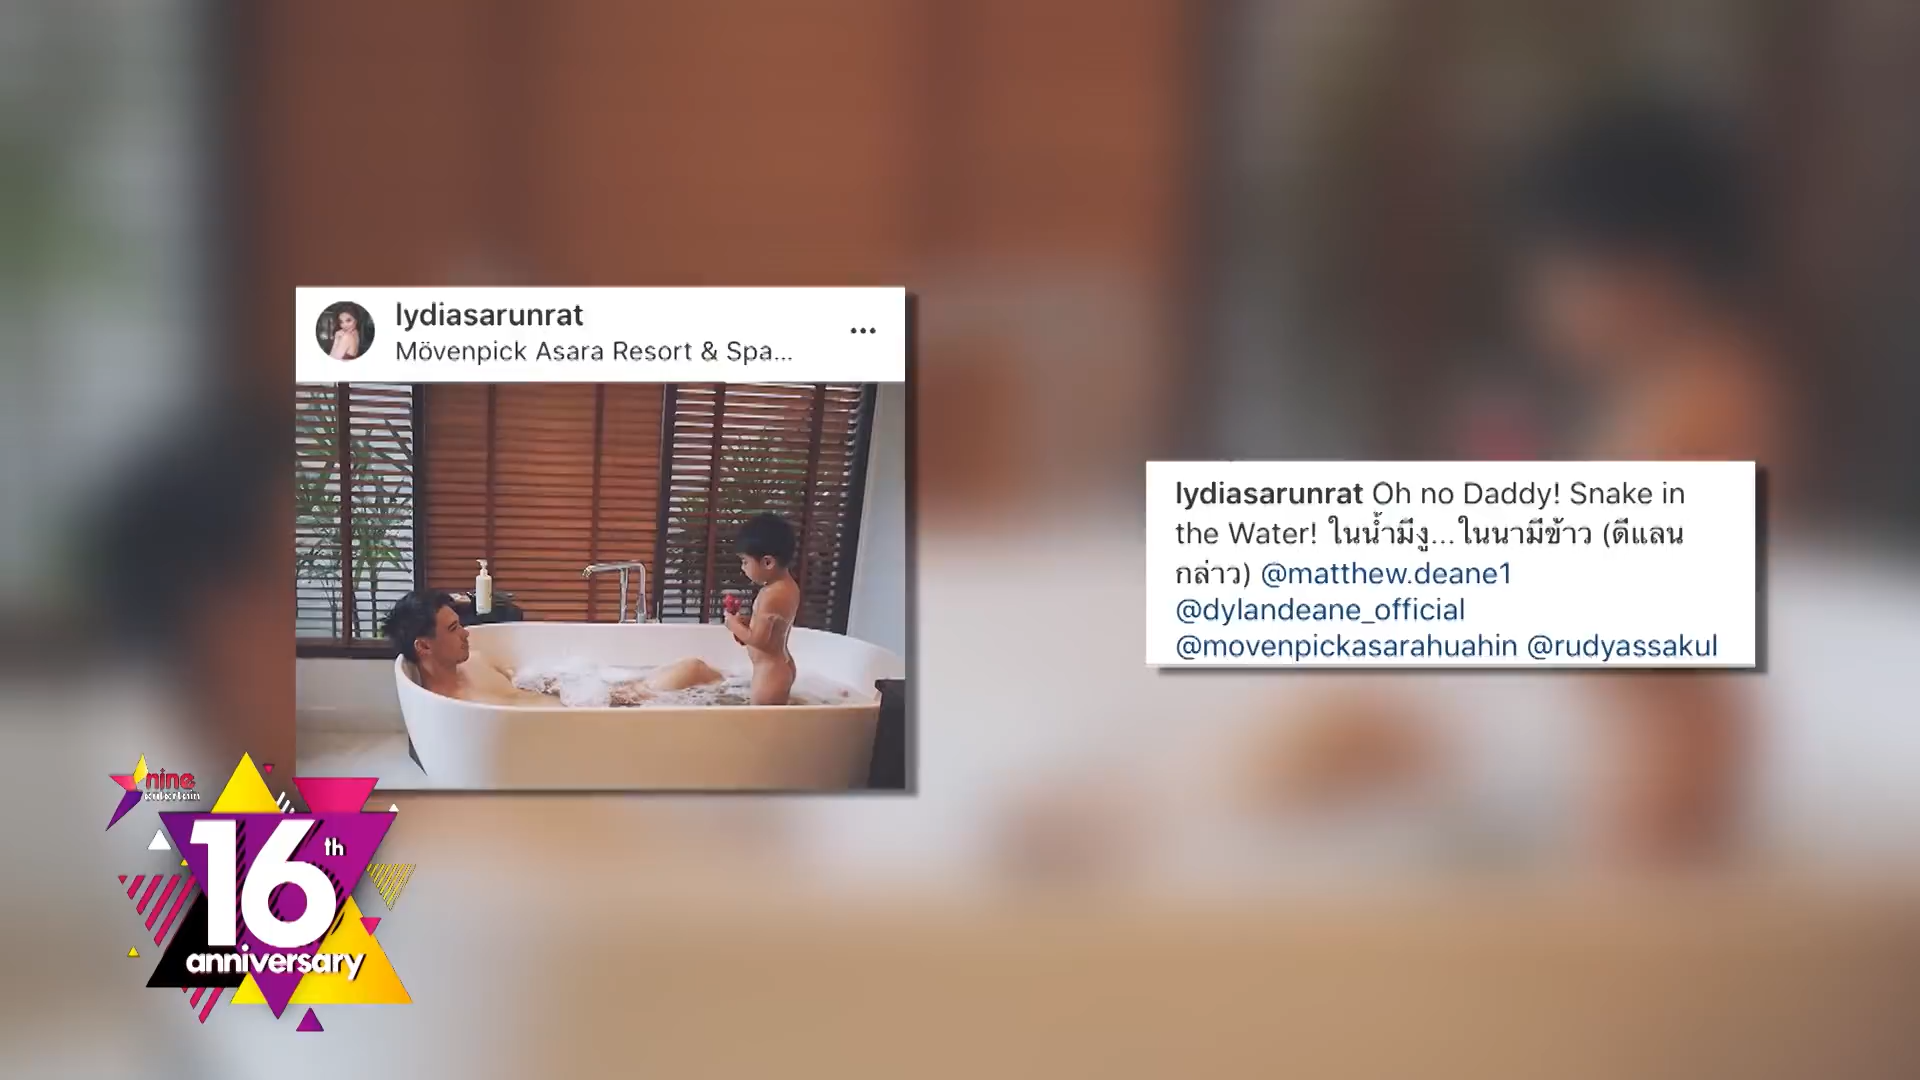 lydiasarunrat
Mövenpick Asara Resort & Spa...
lydiasarunrat Oh no Daddy! Snake in
the Water! ในน้ำมีงู...ในนามีข้าว (ดีแลน
กล่าว) @matthew.deane1
@dylandeane_official
@movenpickasarahuahin @rudyassakul
nine
entertain
16th
anniversary